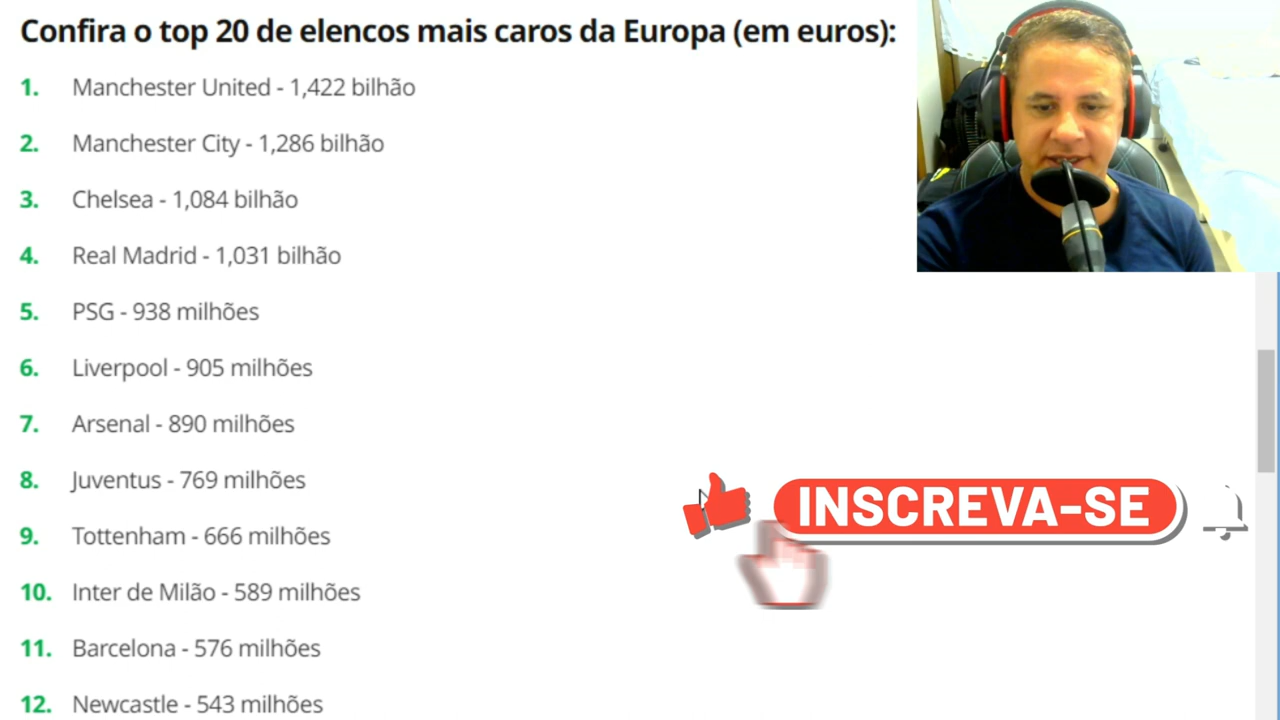 Confira o top 20 de elencos mais caros da Europa (em euros):
1. Manchester United - 1,422 bilhão
2. Manchester City - 1,286 bilhão
3. Chelsea - 1,084 bilhão
4. Real Madrid - 1,031 bilhão
5. PSG - 938 milhões
6. Liverpool - 905 milhões
7. Arsenal - 890 milhões
8. Juventus - 769 milhões
9. Tottenham - 666 milhões
10. Inter de Milão - 589 milhões
11. Barcelona - 576 milhões
12. Newcastle - 543 milhões
INSCREVA-SE